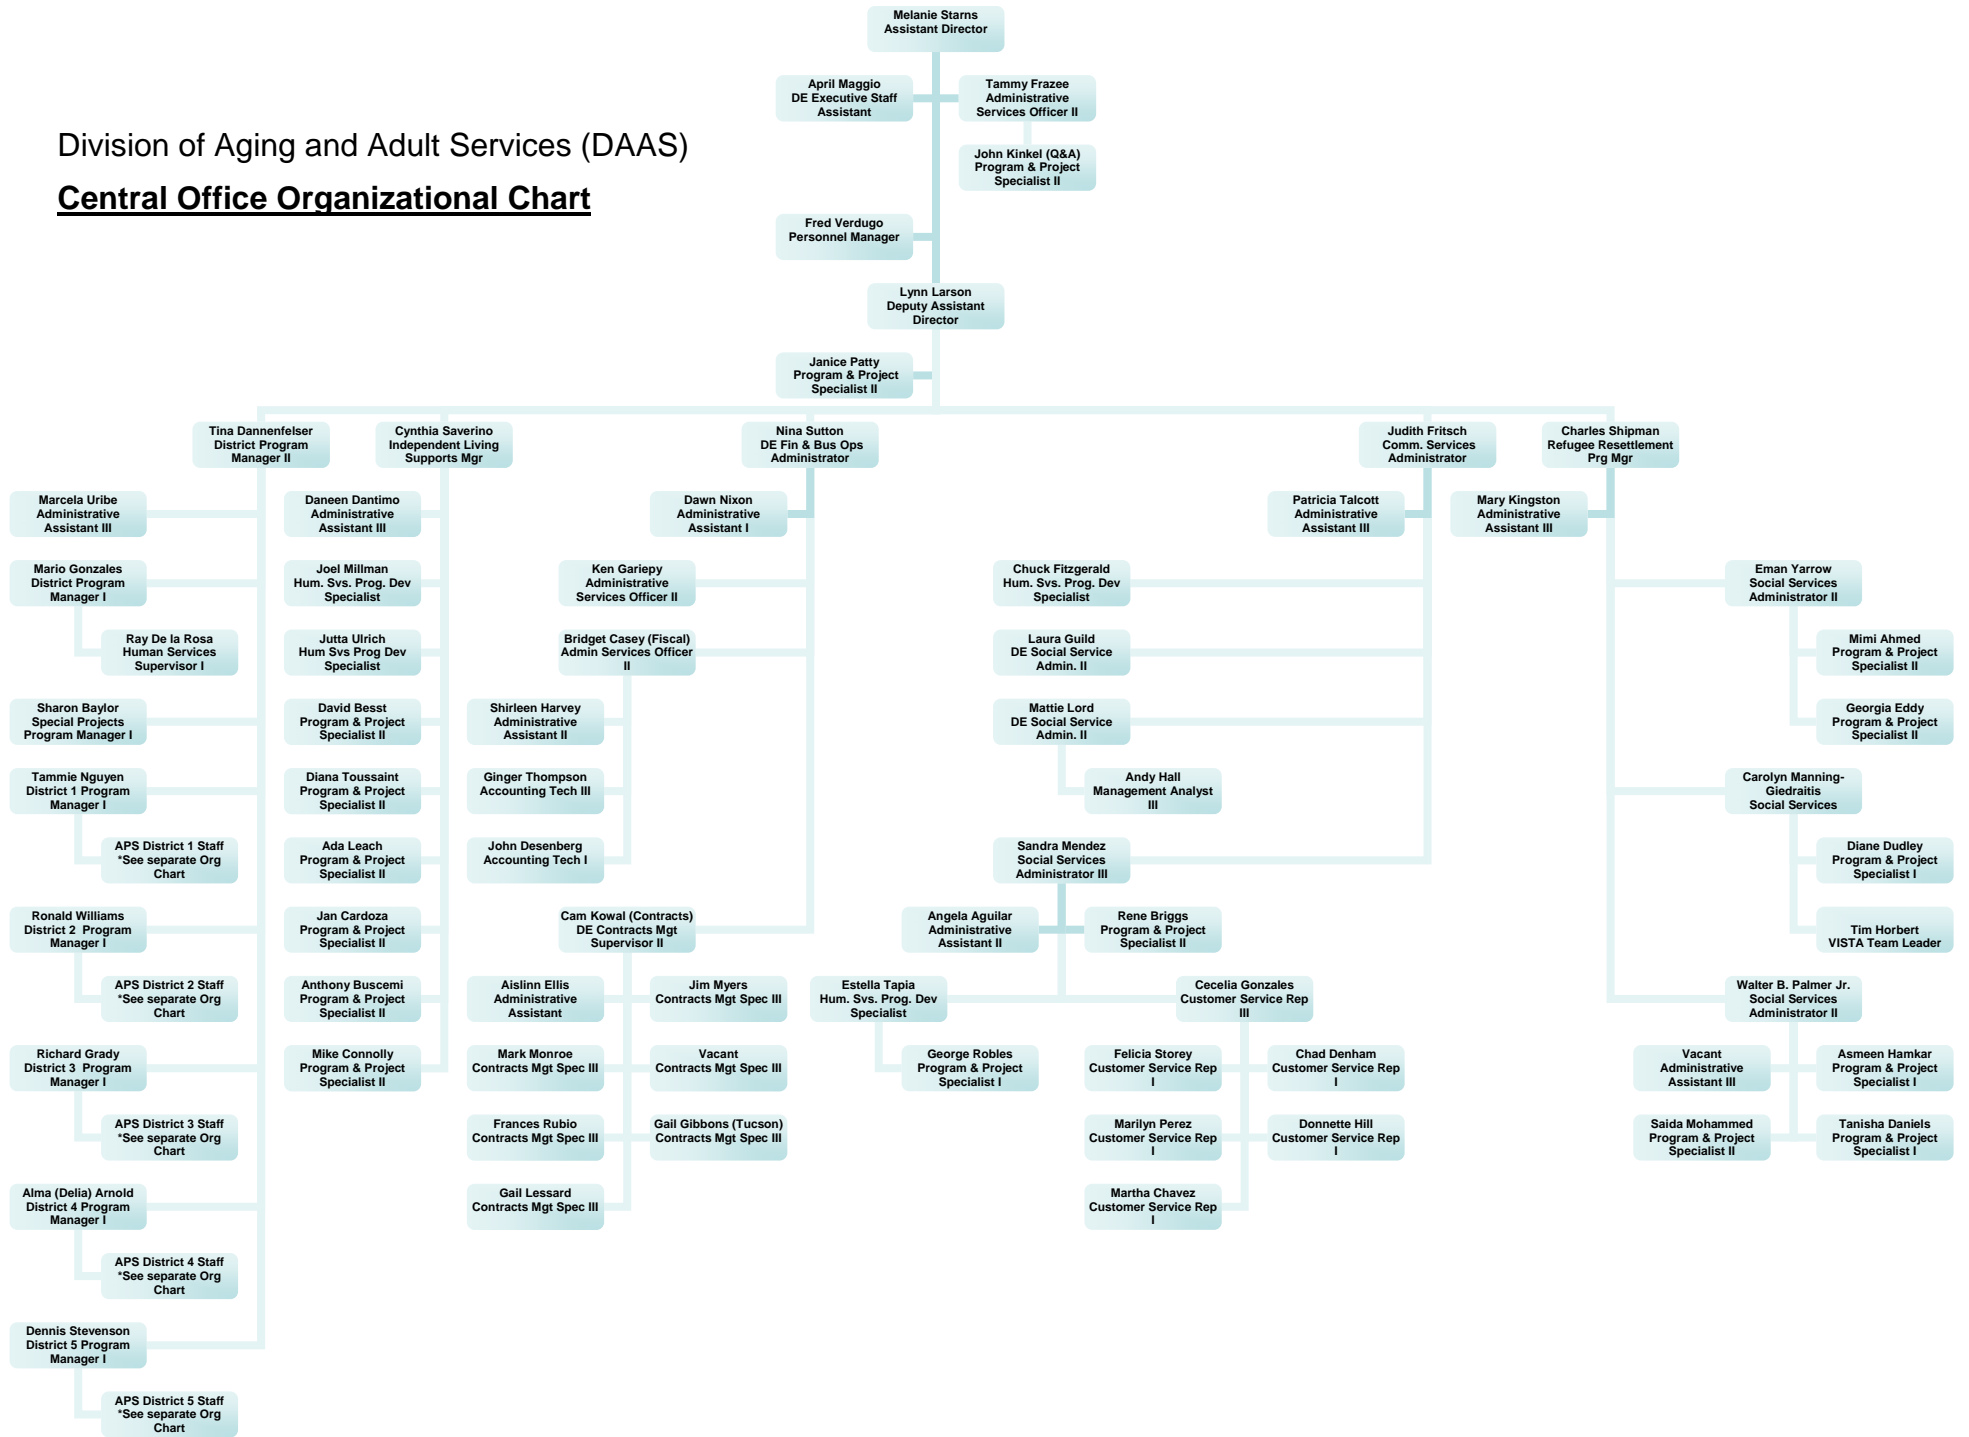 Melanie Starns
Assistant Director
April Maggio
DE Executive Staff
Assistant
Tammy Frazee
Administrative
Services Officer II
Division of Aging and Adult Services (DAAS)
Central Office Organizational Chart
John Kinkel (Q&A)
Program & Project
Specialist II
Fred Verdugo
Personnel Manager
Lynn Larson
Deputy Assistant
Director
Janice Patty
Program & Project
Specialist II
Tina Dannenfelser
District Program
Manager II
Cynthia Saverino
Independent Living
Supports Mgr
Nina Sutton
DE Fin & Bus Ops
Administrator
Judith Fritsch
Comm. Services
Administrator
Charles Shipman
Refugee Resettlement
Prg Mgr
Marcela Uribe
Administrative
Assistant III
Daneen Dantimo
Administrative
Assistant III
Dawn Nixon
Administrative
Assistant I
Patricia Talcott
Administrative
Assistant III
Mary Kingston
Administrative
Assistant III
Mario Gonzales
District Program
Manager I
Joel Millman
Hum. Svs. Prog. Dev
Specialist
Ken Gariepy
Administrative
Services Officer II
Chuck Fitzgerald
Hum. Svs. Prog. Dev
Specialist
Eman Yarrow
Social Services
Administrator II
Ray De la Rosa
Human Services
Supervisor I
Jutta Ulrich
Hum Svs Prog Dev
Specialist
Bridget Casey (Fiscal)
Admin Services Officer
II
Laura Guild
DE Social Service
Admin. II
Mimi Ahmed
Program & Project
Specialist II
Sharon Baylor
Special Projects
Program Manager I
David Besst
Program & Project
Specialist II
Shirleen Harvey
Administrative
Assistant II
Mattie Lord
DE Social Service
Admin. II
Georgia Eddy
Program & Project
Specialist II
Tammie Nguyen
District 1 Program
Manager I
Diana Toussaint
Program & Project
Specialist II
Ginger Thompson
Accounting Tech III
Andy Hall
Management Analyst
III
Carolyn Manning-
Giedraitis
Social Services
APS District 1 Staff
*See separate Org
Chart
Ada Leach
Program & Project
Specialist II
John Desenberg
Accounting Tech I
Sandra Mendez
Social Services
Administrator III
Diane Dudley
Program & Project
Specialist I
Ronald Williams
District 2  Program
Manager I
Jan Cardoza
Program & Project
Specialist II
Cam Kowal (Contracts)
DE Contracts Mgt
Supervisor II
Angela Aguilar
Administrative
Assistant II
Rene Briggs
Program & Project
Specialist II
Tim Horbert
VISTA Team Leader
APS District 2 Staff
*See separate Org
Chart
Anthony Buscemi
Program & Project
Specialist II
Aislinn Ellis
Administrative
Assistant
Jim Myers
Contracts Mgt Spec III
Estella Tapia
Hum. Svs. Prog. Dev
Specialist
Cecelia Gonzales
Customer Service Rep
III
Walter B. Palmer Jr.
Social Services
Administrator II
Richard Grady
District 3  Program
Manager I
Mike Connolly
Program & Project
Specialist II
Mark Monroe
Contracts Mgt Spec III
Vacant
Contracts Mgt Spec III
George Robles
Program & Project
Specialist I
Felicia Storey
Customer Service Rep
I
Chad Denham
Customer Service Rep
I
Vacant
Administrative
Assistant III
Asmeen Hamkar
Program & Project
Specialist I
APS District 3 Staff
*See separate Org
Chart
Frances Rubio
Contracts Mgt Spec III
Gail Gibbons (Tucson)
Contracts Mgt Spec III
Marilyn Perez
Customer Service Rep
I
Donnette Hill
Customer Service Rep
I
Saida Mohammed
Program & Project
Specialist II
Tanisha Daniels
Program & Project
Specialist I
Alma (Delia) Arnold
District 4 Program
Manager I
Gail Lessard
Contracts Mgt Spec III
Martha Chavez
Customer Service Rep
I
APS District 4 Staff
*See separate Org
Chart
Dennis Stevenson
District 5 Program
Manager I
APS District 5 Staff
*See separate Org
Chart